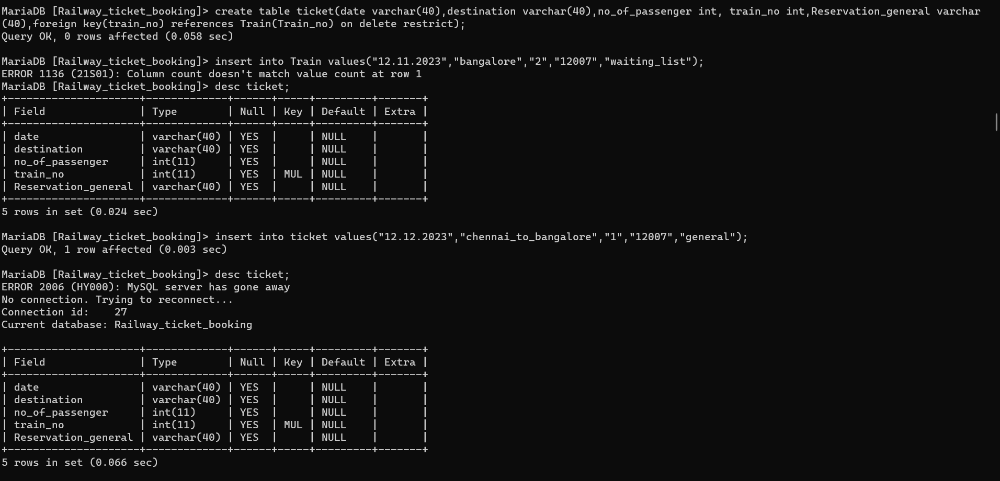 MariaDB [Railway_ticket_booking]> create table ticket(date varchar(40),destination varchar(40),no_of_passenger int, train_no int,Reservation_general varchar
(40),foreign key(train_no) references Train(Train_no) on delete restrict);
Query OK, 0 rows affected (0.058 sec)
MariaDB [Railway_ticket_booking]> insert into Train values("12.11.2023","bangalore","2","12007","waiting_list");
ERROR 1136 (21S01): Column count doesn't match value count at row 1
MariaDB [Railway_ticket_booking]> desc ticket;
+---------------------+-------------+------+-----+---------+-------+
| Field               | Type        | Null | Key | Default | Extra |
+---------------------+-------------+------+-----+---------+-------+
| date                | varchar(40) | YES  |     | NULL    |       |
| destination         | varchar(40) | YES  |     | NULL    |       |
| no_of_passenger     | int(11)     | YES  |     | NULL    |       |
| train_no            | int(11)     | YES  | MUL | NULL    |       |
| Reservation_general | varchar(40) | YES  |     | NULL    |       |
+---------------------+-------------+------+-----+---------+-------+
5 rows in set (0.024 sec)
MariaDB [Railway_ticket_booking]> insert into ticket values("12.12.2023","chennai_to_bangalore","1","12007","general");
Query OK, 1 row affected (0.003 sec)
MariaDB [Railway_ticket_booking]> desc ticket;
ERROR 2006 (HY000): MySQL server has gone away
No connection. Trying to reconnect...
Connection id:    27
Current database: Railway_ticket_booking
+---------------------+-------------+------+-----+---------+-------+
| Field               | Type        | Null | Key | Default | Extra |
+---------------------+-------------+------+-----+---------+-------+
| date                | varchar(40) | YES  |     | NULL    |       |
| destination         | varchar(40) | YES  |     | NULL    |       |
| no_of_passenger     | int(11)     | YES  |     | NULL    |       |
| train_no            | int(11)     | YES  | MUL | NULL    |       |
| Reservation_general | varchar(40) | YES  |     | NULL    |       |
+---------------------+-------------+------+-----+---------+-------+
5 rows in set (0.066 sec)